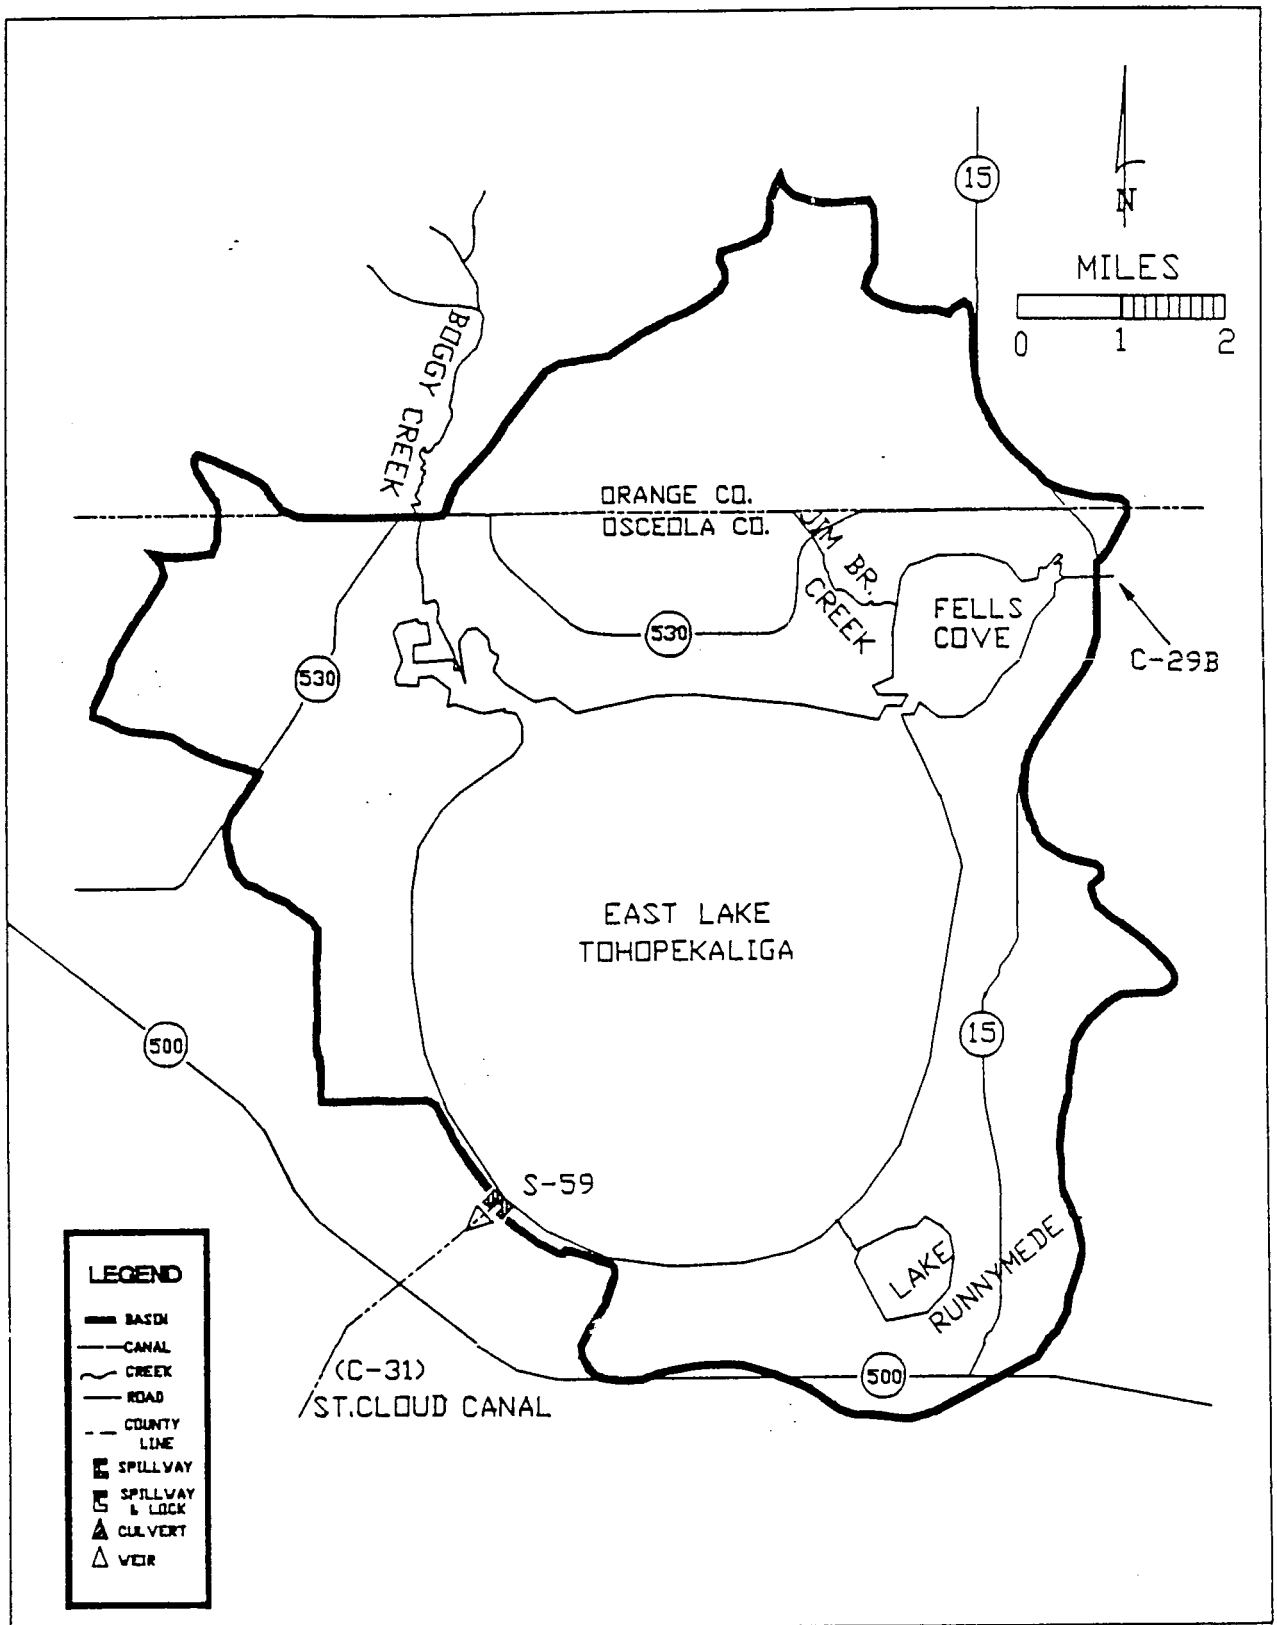 15
N
MILES
0 1 2
BOGGY CREEK
ORANGE CO.
OSCEOLA CO.
JIM BR.
CREEK
FELLS
COVE
530
C-29B
530
EAST LAKE
TOHOPEKALIGA
500
15
S-59
LAKE
RUNNYMEDE
(C-31)
ST.CLOUD CANAL
500
LEGEND
BASIN
CANAL
CREEK
ROAD
COUNTY
LINE
SPILLWAY
SPILLWAY
& LOCK
CULVERT
WEIR